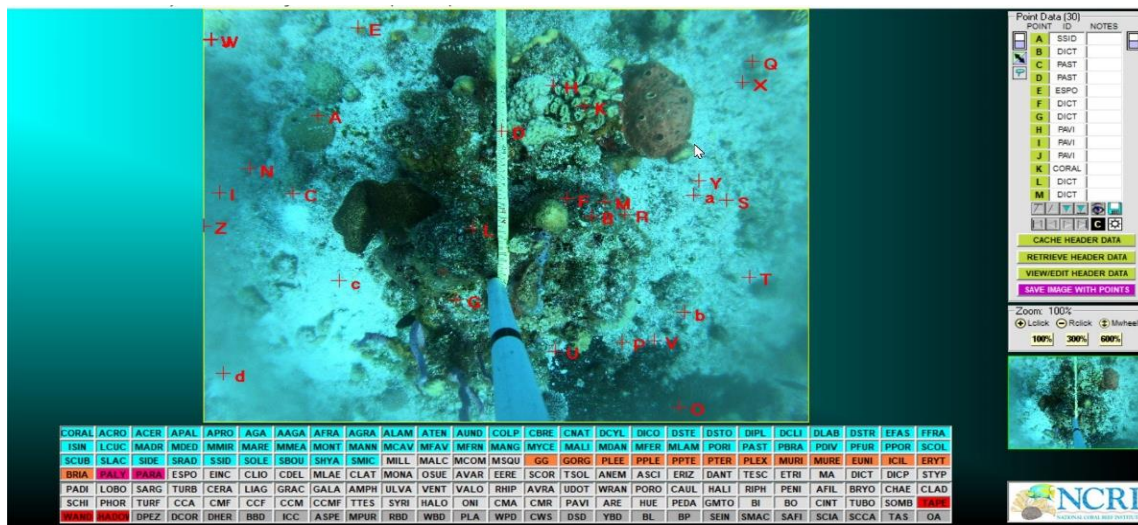 Point Data (30)
POINT ID NOTES
A SSID
B DICT
C PAST
D PAST
E ESPO
F DICT
G DICT
H PAVI
I PAVI
J PAVI
K CORAL
L DICT
M DICT
CACHE HEADER DATA
RETRIEVE HEADER DATA
VIEW/EDIT HEADER DATA
SAVE IMAGE WITH POINTS
Zoom: 100%
Lclick Rclick Mwheel
100% 300% 600%
W
E
Q
X
H
K
A
D
N
I
C
Y
a
S
F
M
B
R
Z
L
c
T
G
b
U
P
V
d
O
CORAL ACRO ACER APAL APRO AGA AAGA AFRA AGRA ALAM ATEN AUND COLP CBRE CNAT DCYL DICO DSTE DSTO DIPL DCLI DLAB DSTR EFAS FFRA
ISIN LCUC MADR MDED MMIR MARE MMEA MONT MANN MCAV MFAV MFRN MANG MYCE MALI MDAN MFER MLAM PORI PAST PBRA PDIV PFUR PPOR SCOL
SCUB SLAC SIDE SRAD SSID SOLE SBOU SHYA SMIC MILL MALC MCOM MSQU GG GORG PLEE PPLE PPTE PTER PLEX MURI MURE EUNI ICIL ERYT
BRIA PALY PARA ESPO EINC CLIO CDEL MLAE CLAT MONA OSUE AVAR EERE SCOR TSOL ANEM ASCI ERIZ DANT TESC ETRI MA DICT DICP STYP
PADI LOBO SARG TURB CERA LIAG GRAC GALA AMPH ULVA VENT VALO RHIP AVRA UDOT WRAN PORO CAUL HALI RIPH PENI AFIL BRYO CHAE CLAD
SCHI PHOR TURF CCA CMF CCF CCM CMFF TTES SYRI HALO ONI CMA CMR PAVI ARE HUE PEDA GMTO BI BO CINT TUBO SOMB TAPE
WAND HADOW DPEZ DCOR DHER BBD ICC ASPE MPUR RBD WBD PLA WPD CWS DSD YBD BL BP SEIN SMAC SAFI SCIA SCCA TAS OA
NCRI
NATIONAL CORAL REEF INSTITUTE